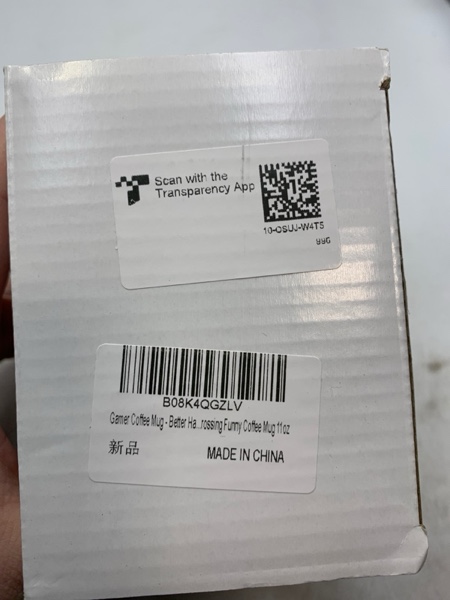 Scan with the
Transparency App
10-OSUJ-W4T5
99G
B08K4QGZLV
Gamer Coffee Mug - Better Ha...rossing Funny Coffee Mug 11oz
新品
MADE IN CHINA